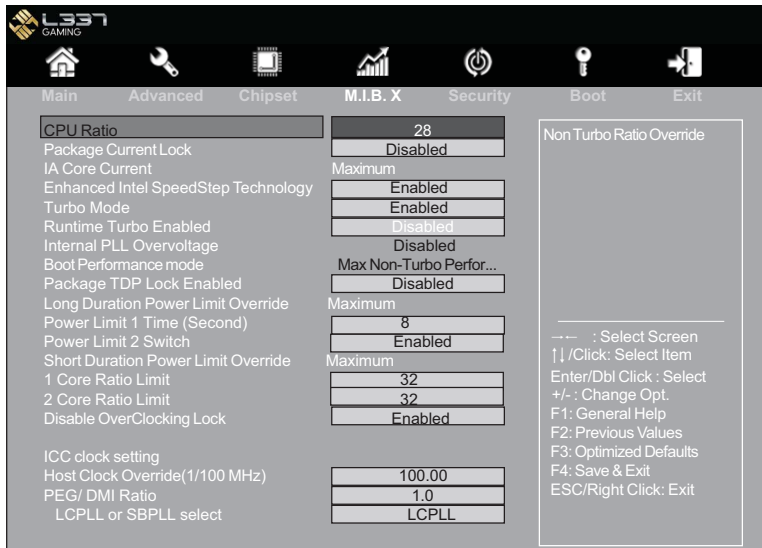 L337
GAMING
Main Advanced Chipset M.I.B. X Security Boot Exit
CPU Ratio 28
Package Current Lock Disabled
IA Core Current Maximum
Enhanced Intel SpeedStep Technology Enabled
Turbo Mode Enabled
Runtime Turbo Enabled Disabled
Internal PLL Overvoltage Disabled
Boot Performance mode Max Non-Turbo Perfor...
Package TDP Lock Enabled Disabled
Long Duration Power Limit Override Maximum
Power Limit 1 Time (Second) 8
Power Limit 2 Switch Enabled
Short Duration Power Limit Override Maximum
1 Core Ratio Limit 32
2 Core Ratio Limit 32
Disable OverClocking Lock Enabled
ICC clock setting
Host Clock Override(1/100 MHz) 100.00
PEG/ DMI Ratio 1.0
LCPLL or SBPLL select LCPLL
Non Turbo Ratio Override
→← : Select Screen
↑↓/Click: Select Item
Enter/Dbl Click : Select
+/- : Change Opt.
F1: General Help
F2: Previous Values
F3: Optimized Defaults
F4: Save & Exit
ESC/Right Click: Exit